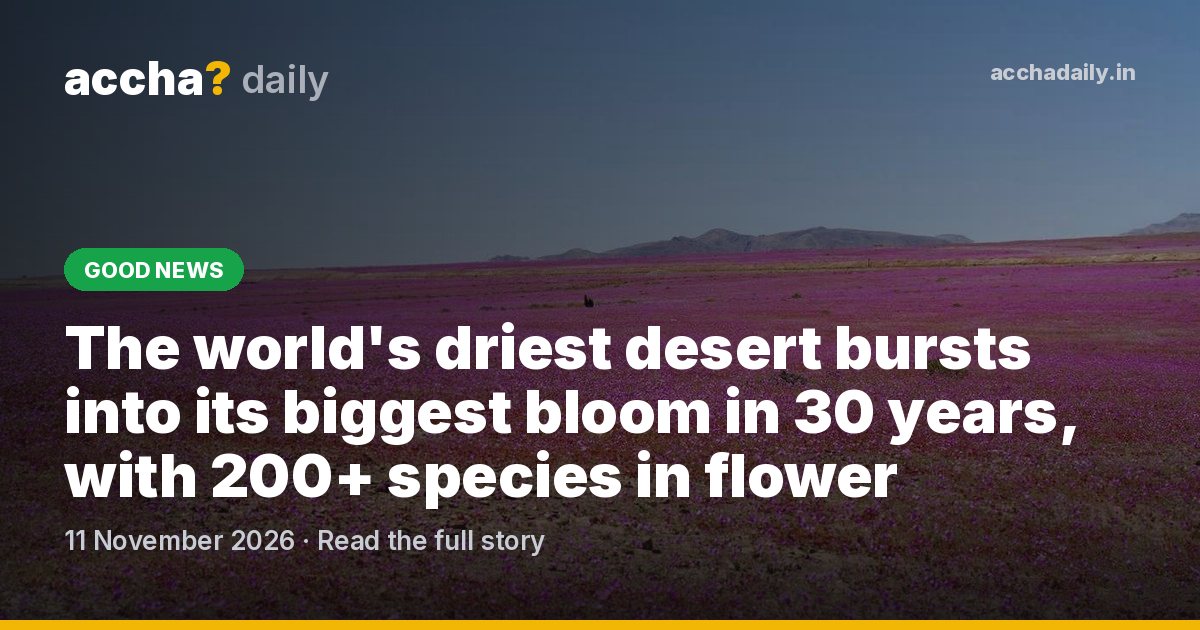 accha? daily
acchadaily.in
GOOD NEWS
The world's driest desert bursts
into its biggest bloom in 30 years,
with 200+ species in flower
11 November 2026 · Read the full story